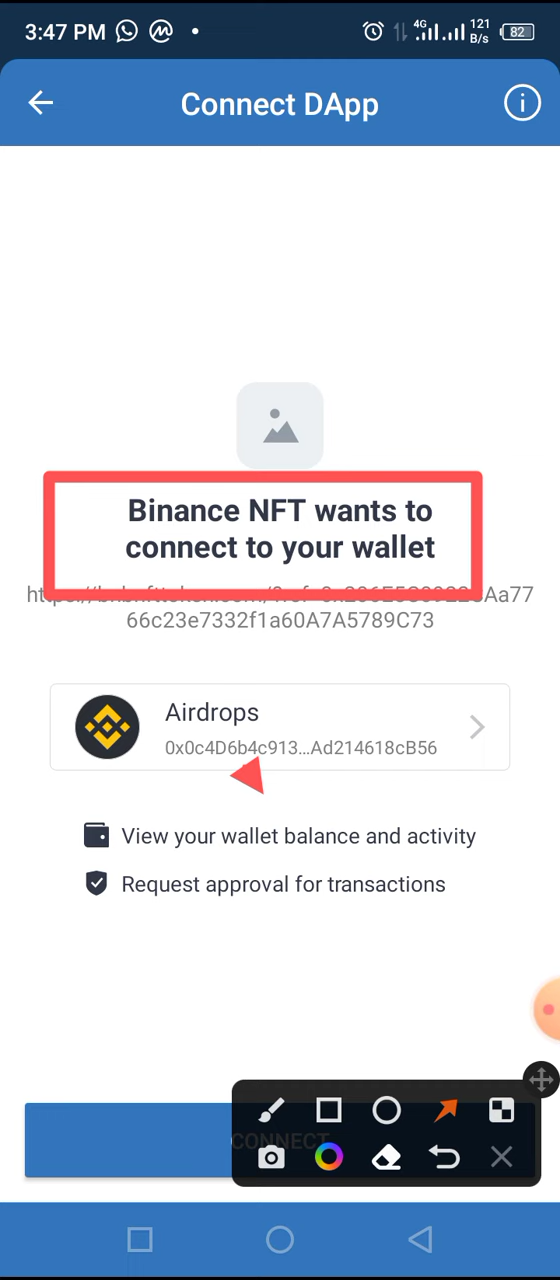 3:47 PM
4G
121
B/s
82
Connect DApp
Binance NFT wants to
connect to your wallet
66c23e7332f1a60A7A5789C73
Airdrops
0x0c4D6b4c913...Ad214618cB56
View your wallet balance and activity
Request approval for transactions
CONNECT